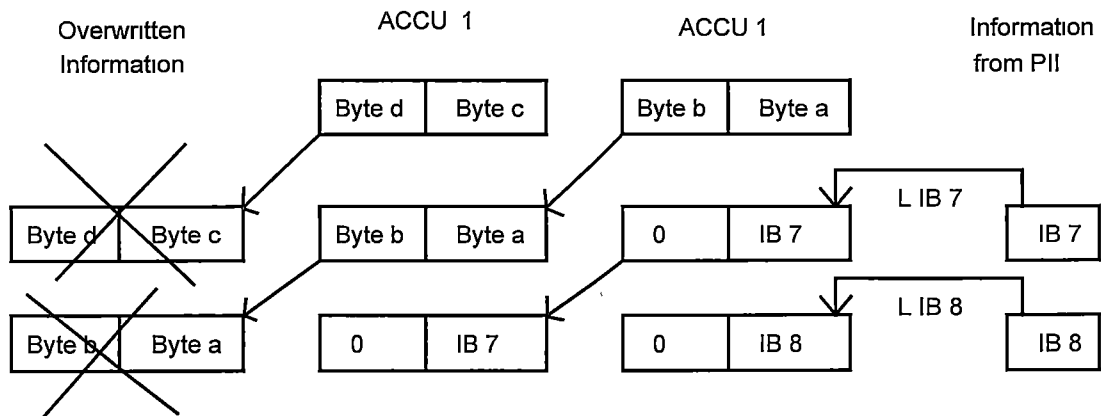 Overwritten
Information
ACCU 1
ACCU 1
Information
from PII
Byte d
Byte c
Byte b
Byte a
L IB 7
Byte d
Byte c
Byte b
Byte a
0
IB 7
IB 7
L IB 8
Byte b
Byte a
0
IB 7
0
IB 8
IB 8